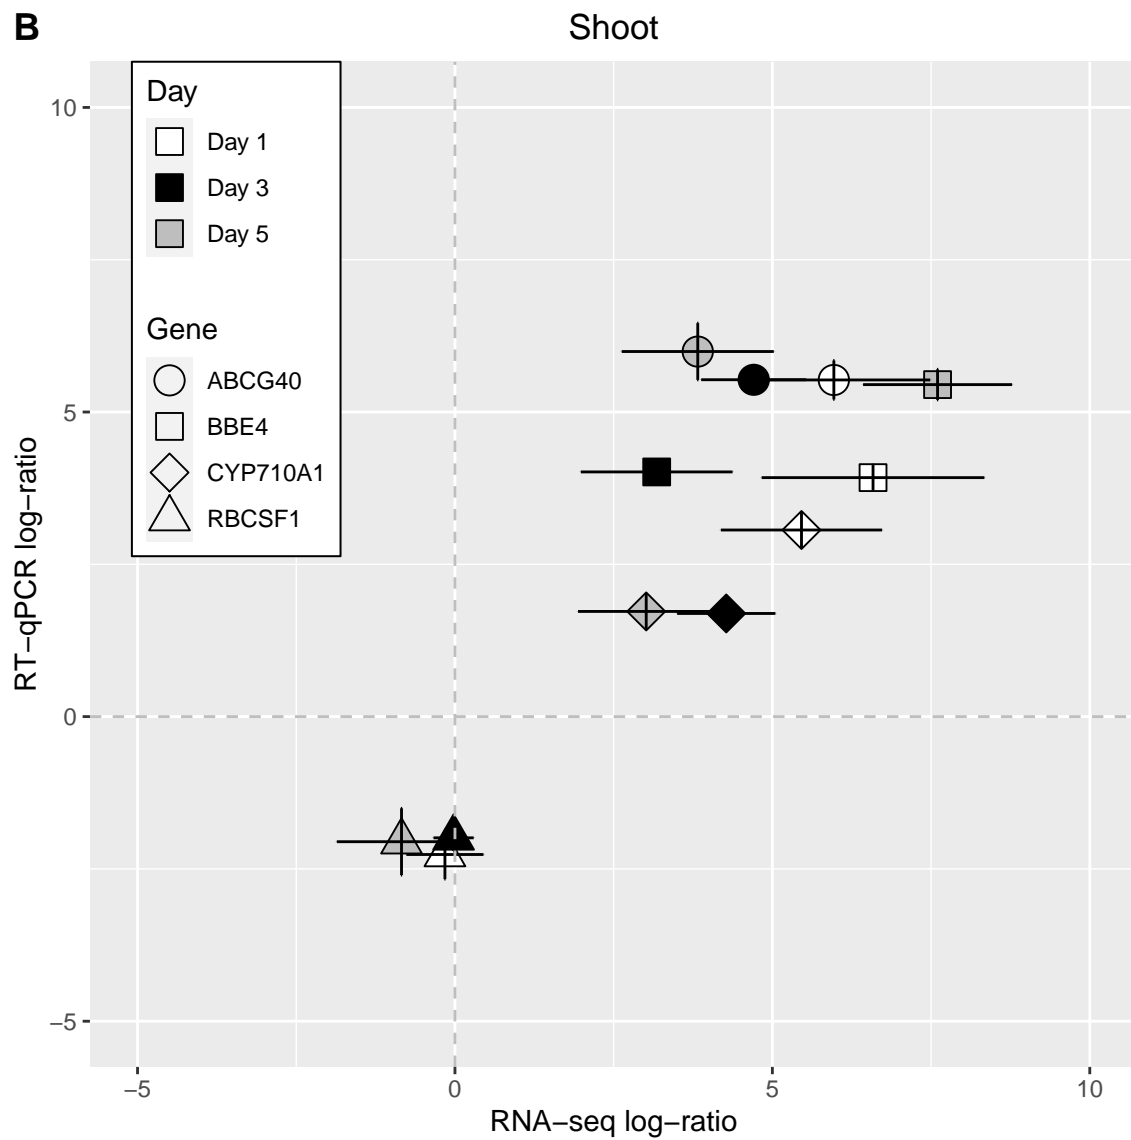 B
Shoot
Day
Day 1
Day 3
Day 5
Gene
ABCG40
BBE4
CYP710A1
RBCSF1
10
5
0
−5
RT−qPCR log−ratio
−5 0 5 10
RNA−seq log−ratio